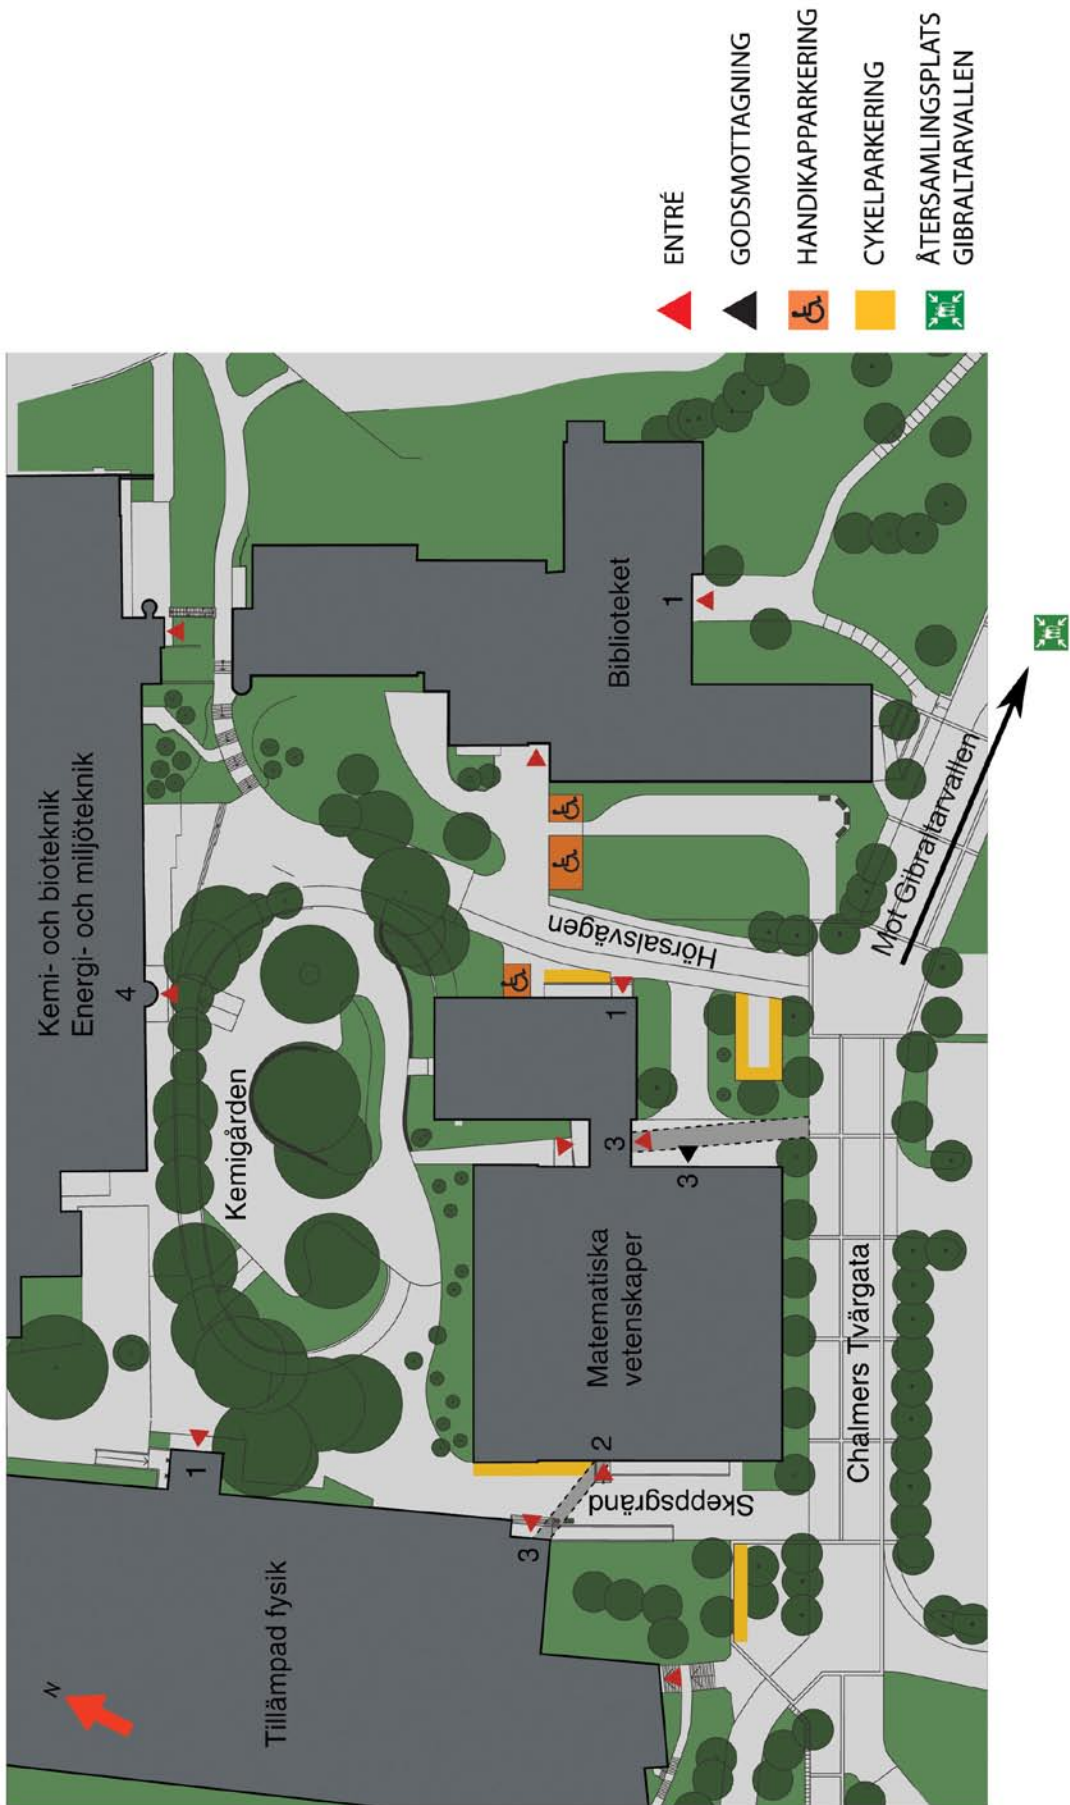 Kemi- och bioteknik
Energi- och miljöteknik
4
N
1
Kemigården
Tillämpad fysik
3
Skeppsgränd
2
Matematiska
vetenskaper
3
3
1
Hörsalsvägen
Biblioteket
1
Chalmers Tvärgata
Mot Gibraltarvallen
ENTRÉ
GODSMOTTAGNING
HANDIKAPPARKERING
CYKELPARKERING
ÅTERSAMLINGSPLATS
GIBRALTARVALLEN